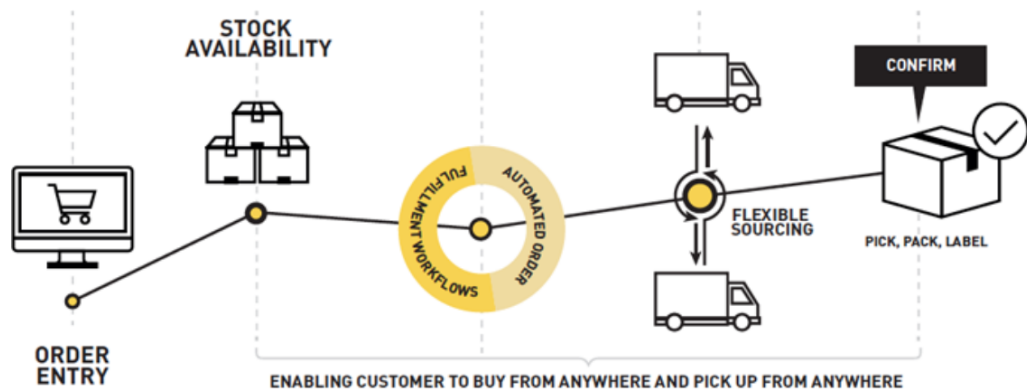 ORDER
ENTRY
STOCK
AVAILABILITY
AUTOMATED ORDER
FULFILLMENT WORKFLOWS
FLEXIBLE
SOURCING
CONFIRM
PICK, PACK, LABEL
ENABLING CUSTOMER TO BUY FROM ANYWHERE AND PICK UP FROM ANYWHERE